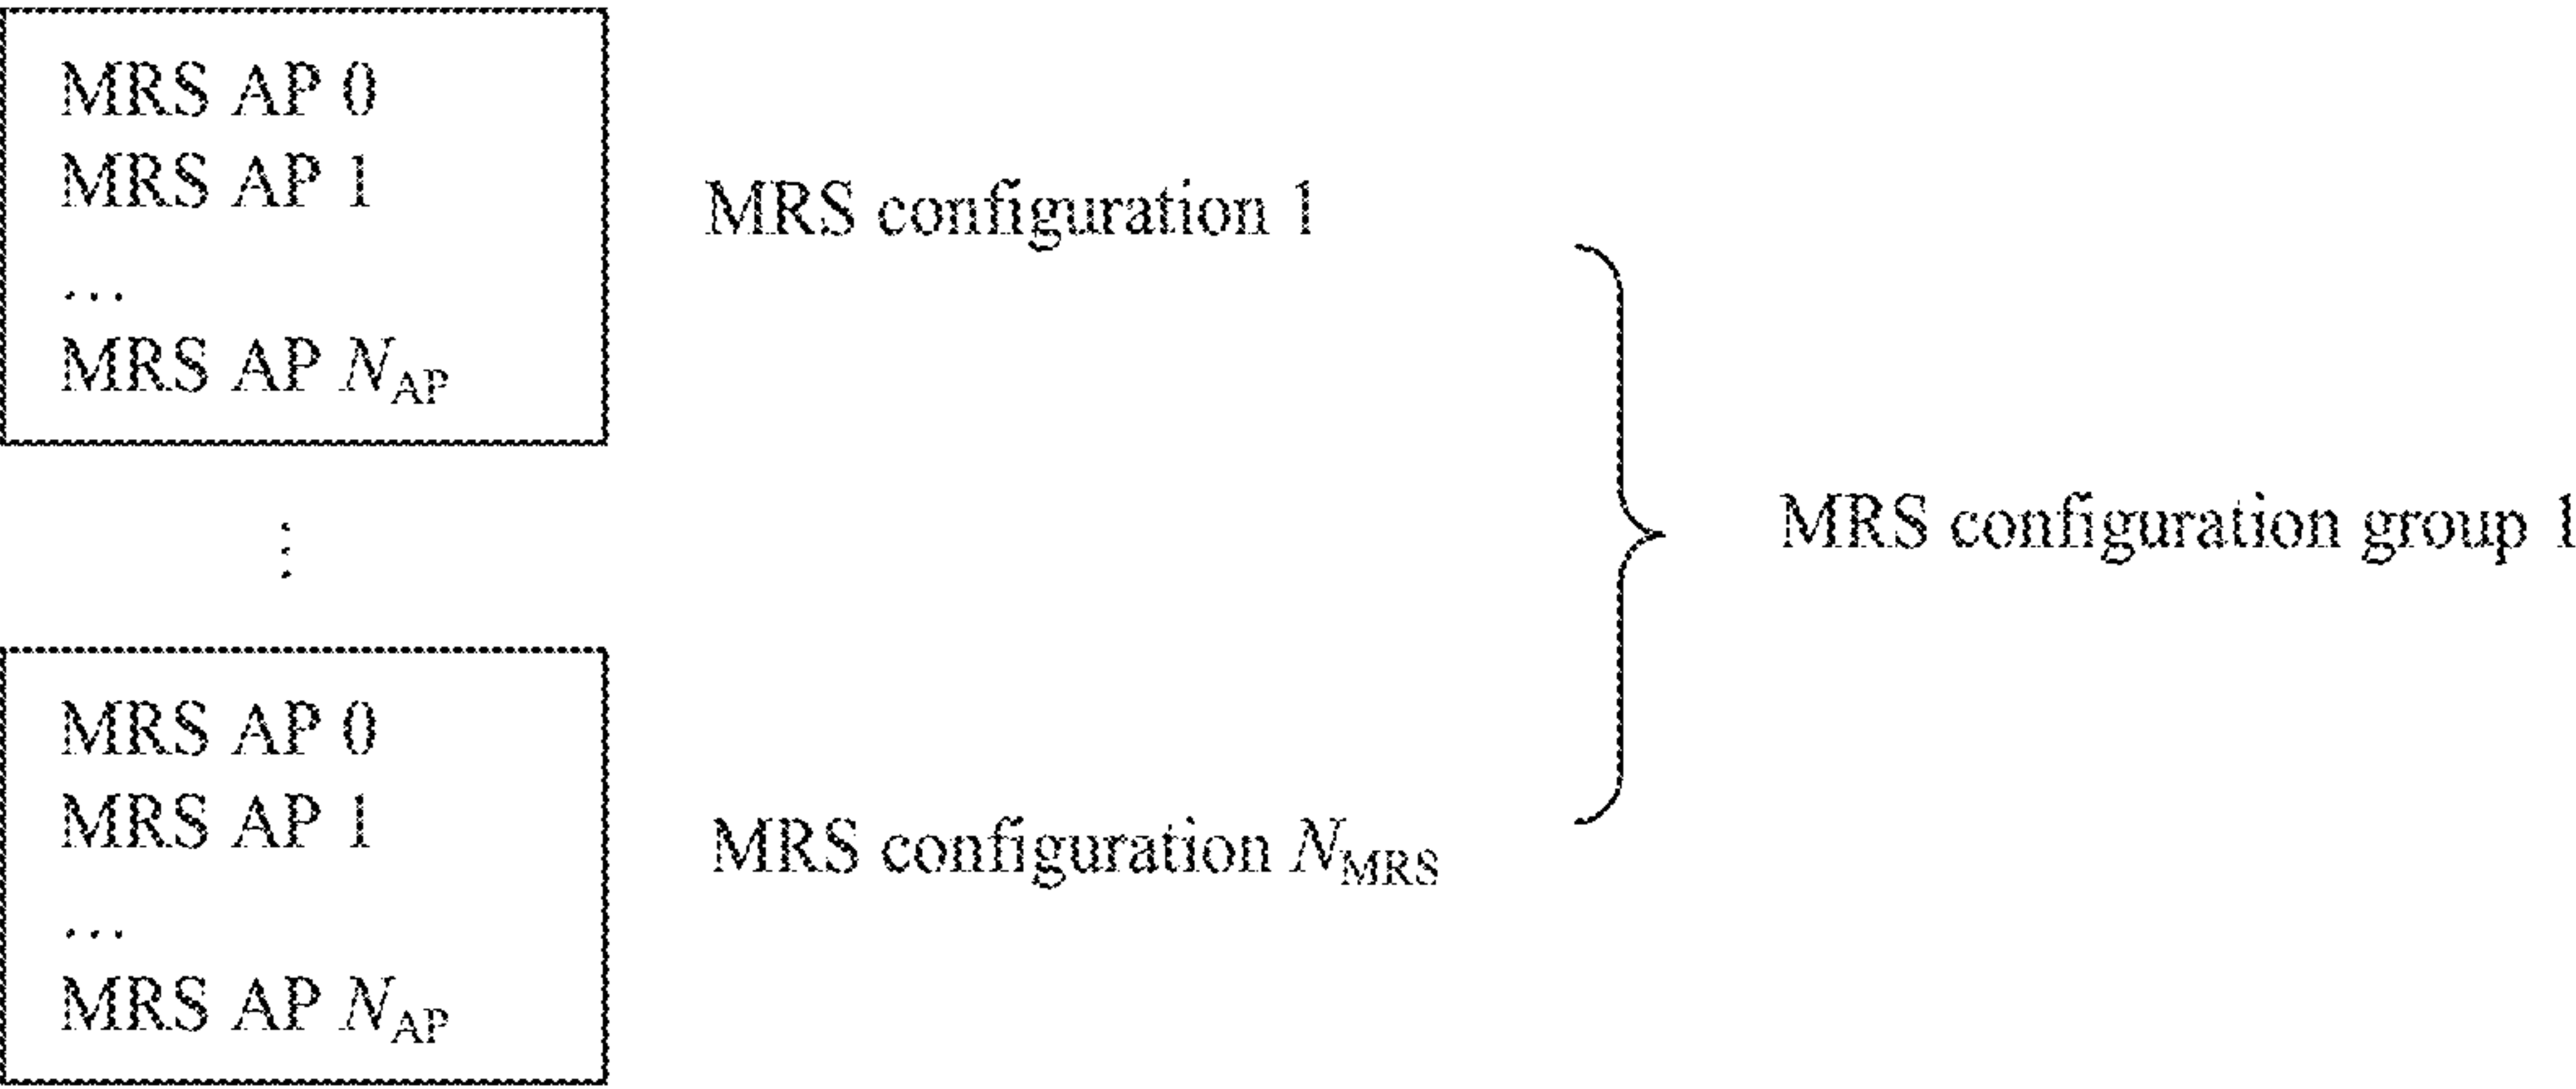 MRS AP 0
MRS AP 1
...
MRS AP N_AP
MRS configuration 1
⋮
MRS configuration group 1
MRS AP 0
MRS AP 1
...
MRS AP N_AP
MRS configuration N_MRS